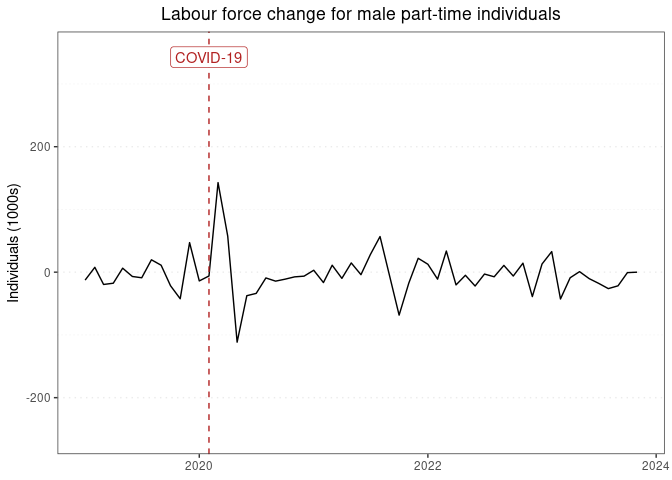 Labour force change for male part-time individuals
COVID-19
Individuals (1000s)
200
0
-200
2020
2022
2024